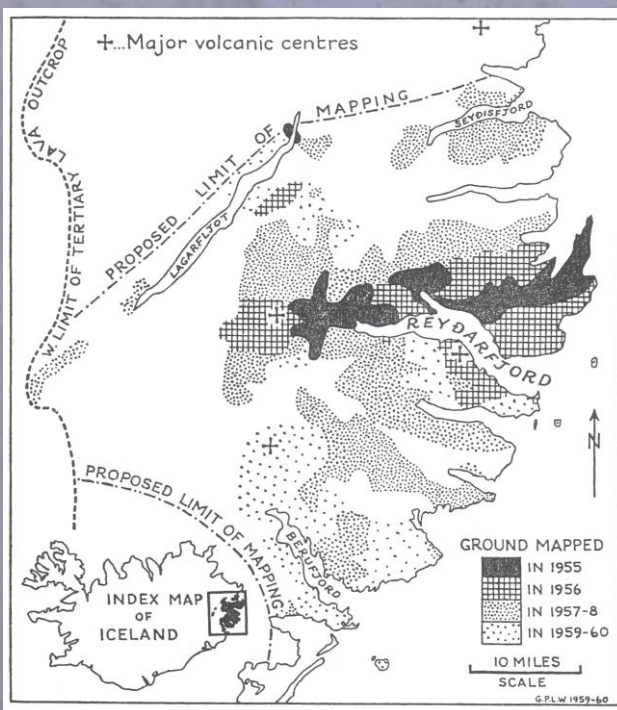 ✢...Major volcanic centres
W. LIMIT OF TERTIARY LAVA OUTCROP
PROPOSED LIMIT OF MAPPING
SEYDISFJORD
LAGARFLJOT
REYÐARFJORD
N
PROPOSED LIMIT OF MAPPING
BERUFJORD
INDEX MAP
OF
ICELAND
GROUND MAPPED
IN 1955
IN 1956
IN 1957-8
IN 1959-60
10 MILES
SCALE
G.P.L.W 1959-60